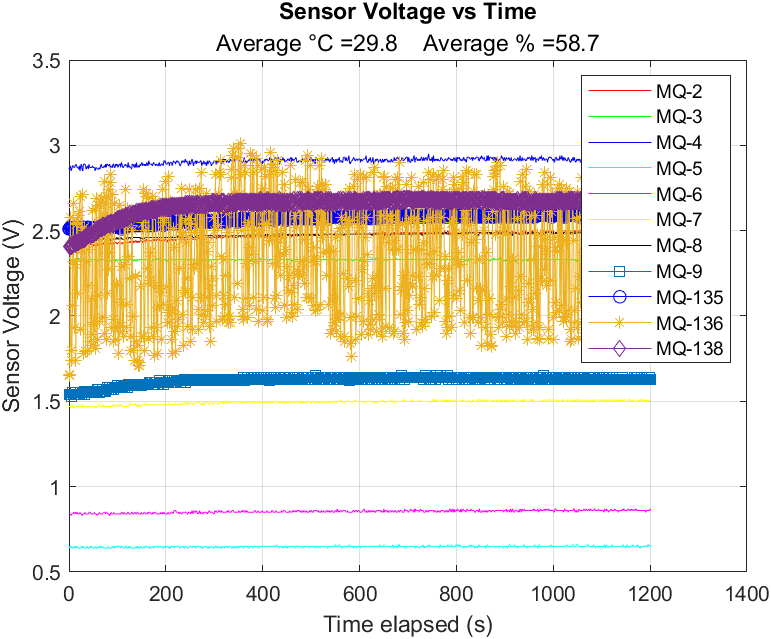 Sensor Voltage vs Time
Average °C =29.8 Average % =58.7
3.5
3
2.5
2
1.5
1
0.5
Sensor Voltage (V)
MQ-2
MQ-3
MQ-4
MQ-5
MQ-6
MQ-7
MQ-8
MQ-9
MQ-135
MQ-136
MQ-138
0 200 400 600 800 1000 1200 1400
Time elapsed (s)